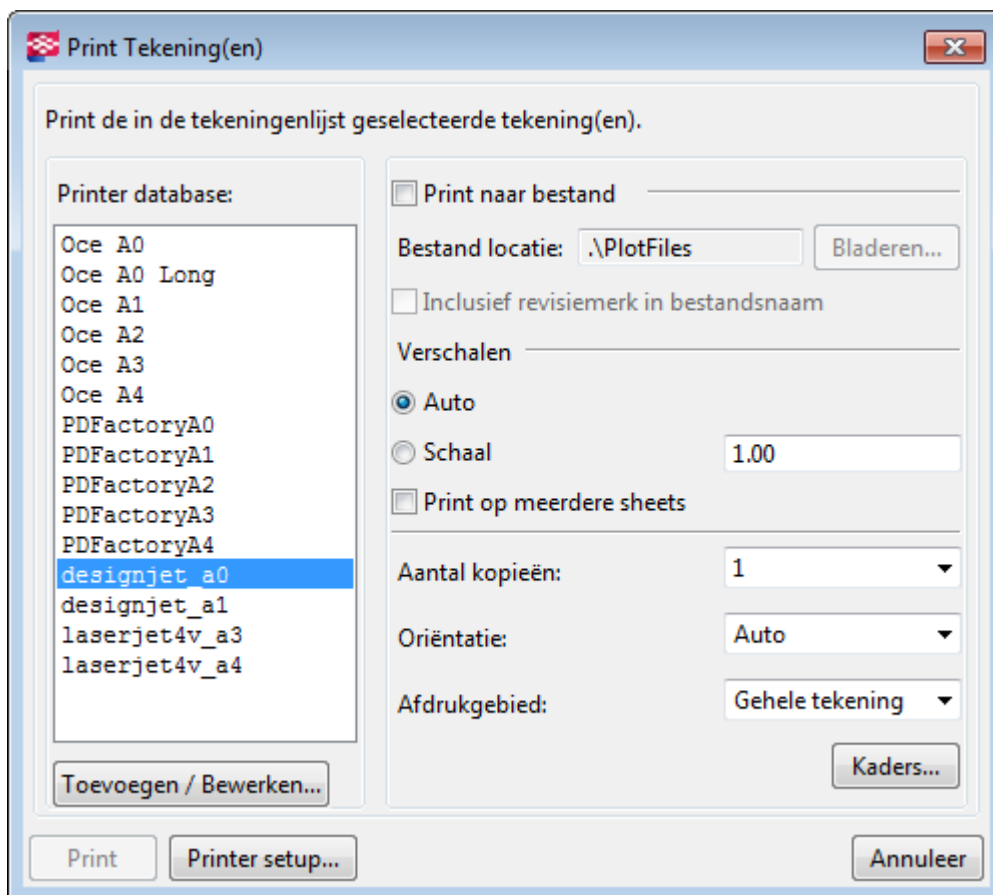 Print Tekening(en)
Print de in de tekeningenlijst geselecteerde tekening(en).
Printer database:
Oce A0
Oce A0 Long
Oce A1
Oce A2
Oce A3
Oce A4
PDFactoryA0
PDFactoryA1
PDFactoryA2
PDFactoryA3
PDFactoryA4
designjet_a0
designjet_a1
laserjet4v_a3
laserjet4v_a4
Toevoegen / Bewerken...
Print naar bestand
Bestand locatie: .\PlotFiles Bladeren...
Inclusief revisiemerk in bestandsnaam
Verschalen
Auto
Schaal 1.00
Print op meerdere sheets
Aantal kopieën: 1
Oriëntatie: Auto
Afdrukgebied: Gehele tekening
Kaders...
Print Printer setup... Annuleer